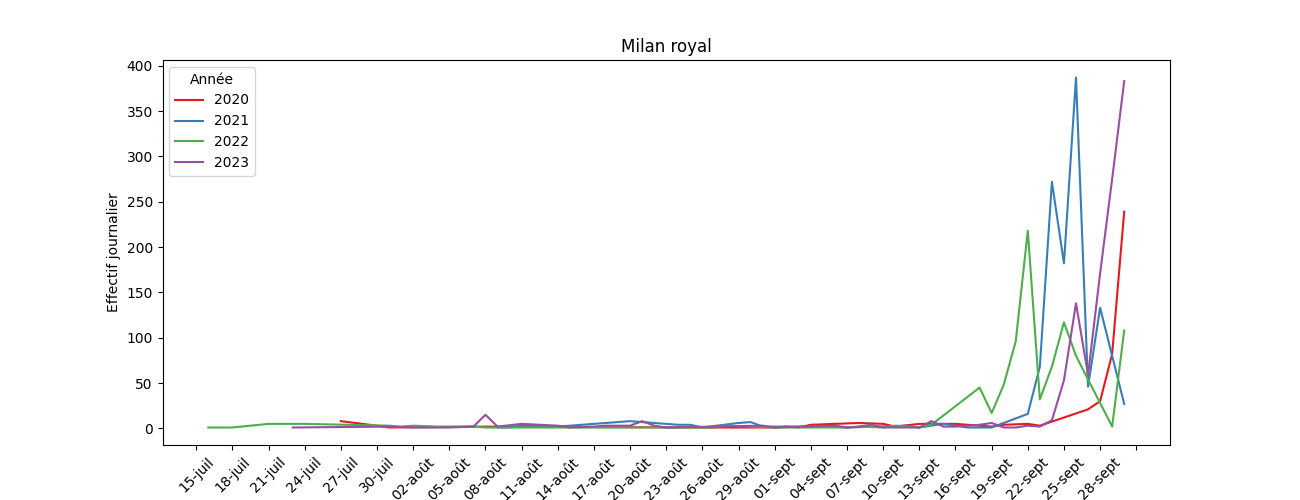 Milan royal
Effectif journalier
400
350
300
250
200
150
100
50
0
Année
2020
2021
2022
2023
15-juil
18-juil
21-juil
24-juil
27-juil
30-juil
02-août
05-août
08-août
11-août
14-août
17-août
20-août
23-août
26-août
29-août
01-sept
04-sept
07-sept
10-sept
13-sept
16-sept
19-sept
22-sept
25-sept
28-sept